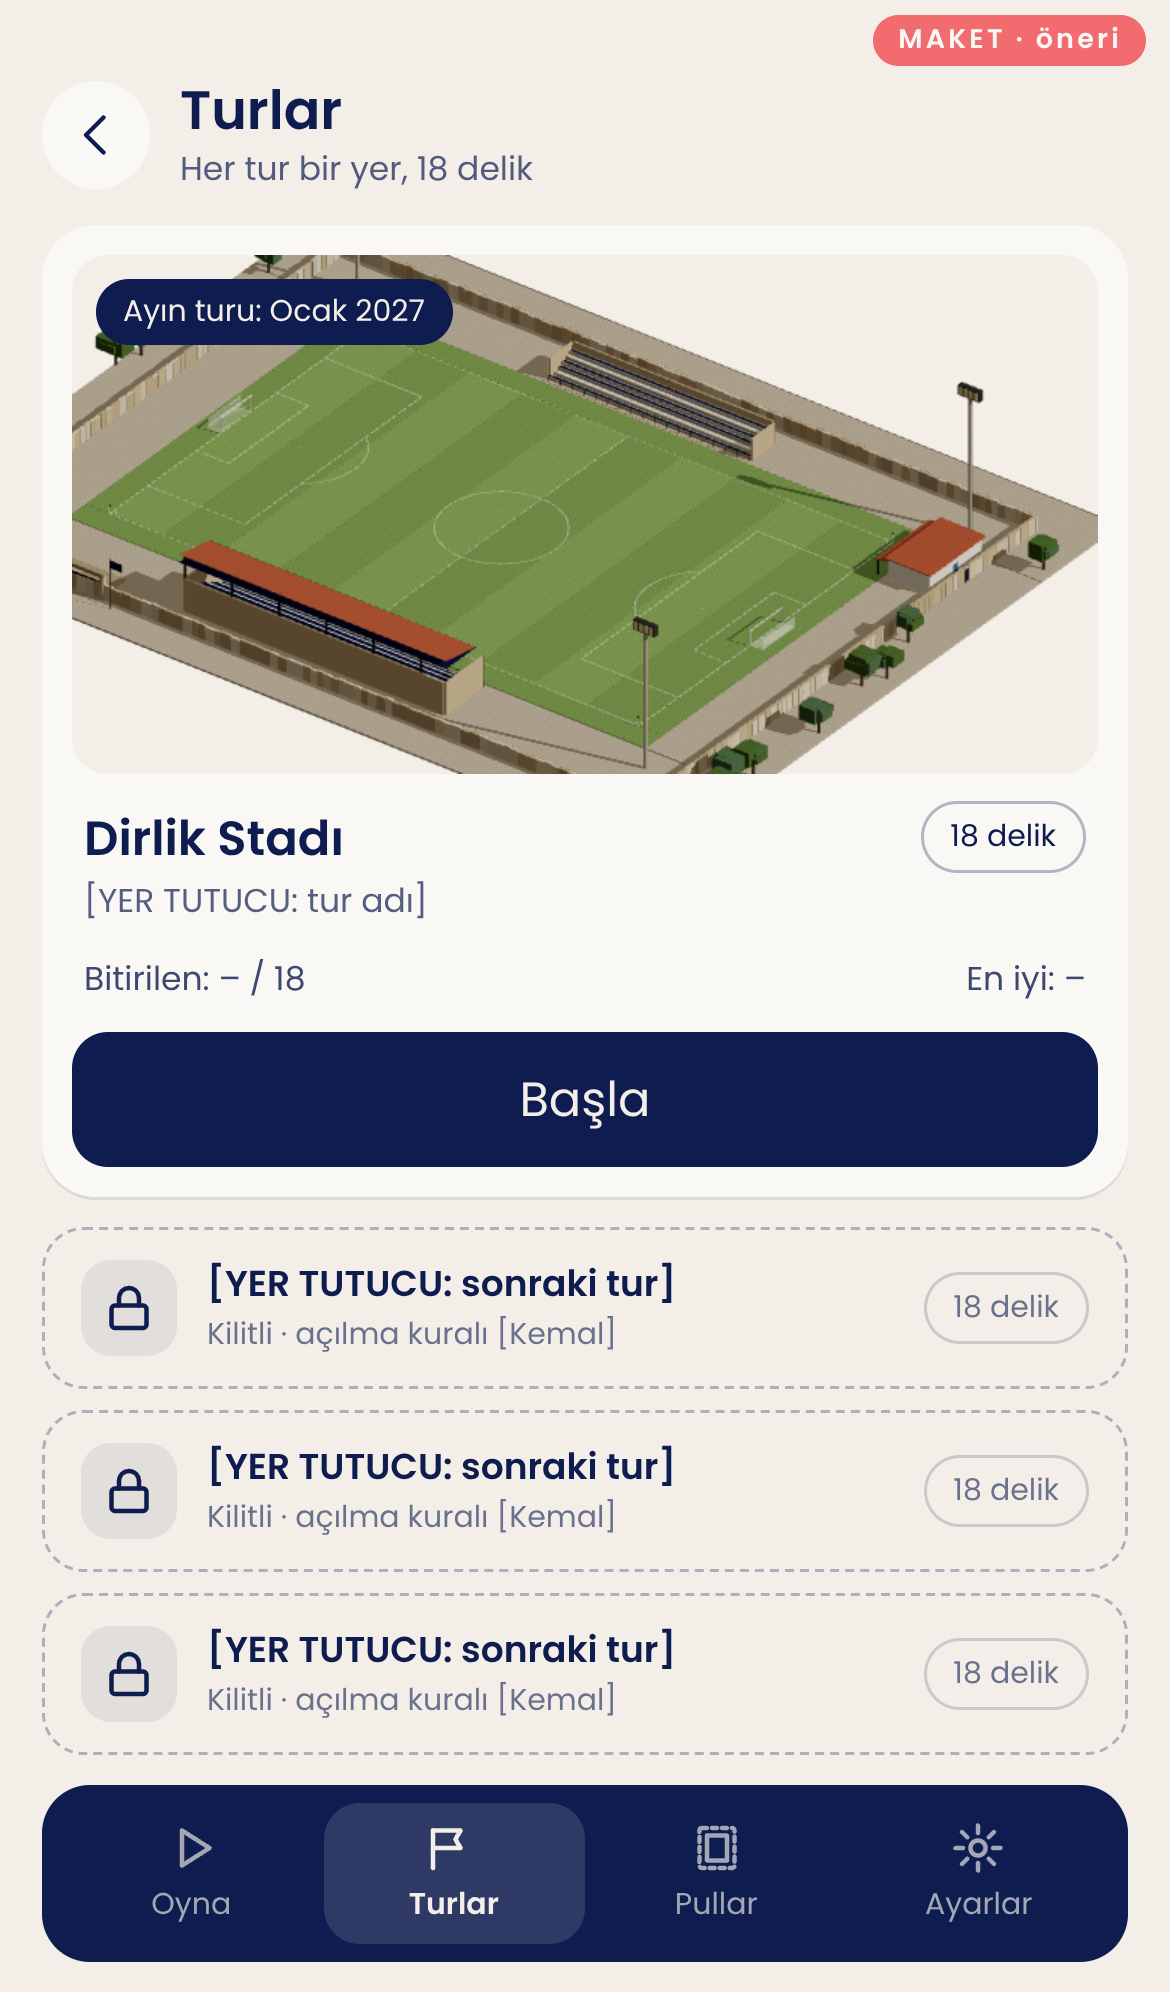 MAKET · öneri
Turlar
Her tur bir yer, 18 delik
Ayın turu: Ocak 2027
Dirlik Stadı
18 delik
[YER TUTUCU: tur adı]
Bitirilen: – / 18
En iyi: –
Başla
[YER TUTUCU: sonraki tur]
Kilitli · açılma kuralı [Kemal]
18 delik
[YER TUTUCU: sonraki tur]
Kilitli · açılma kuralı [Kemal]
18 delik
[YER TUTUCU: sonraki tur]
Kilitli · açılma kuralı [Kemal]
18 delik
Oyna
Turlar
Pullar
Ayarlar